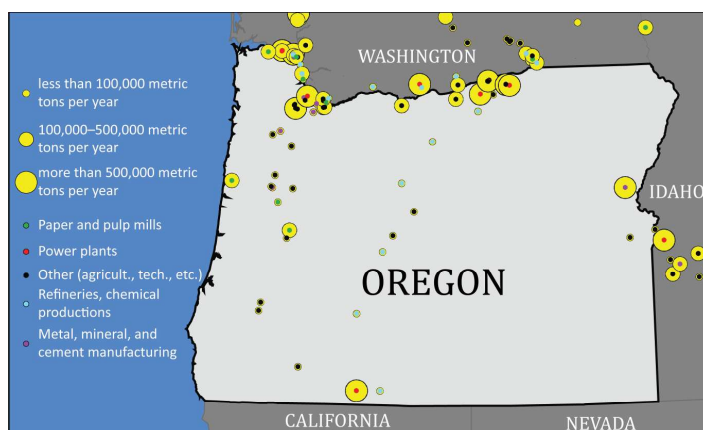 WASHINGTON
less than 100,000 metric
tons per year
100,000–500,000 metric
tons per year
more than 500,000 metric
tons per year
IDAHO
Paper and pulp mills
Power plants
Other (agricult., tech., etc.)
Refineries, chemical
productions
OREGON
Metal, mineral, and
cement manufacturing
CALIFORNIA
NEVADA